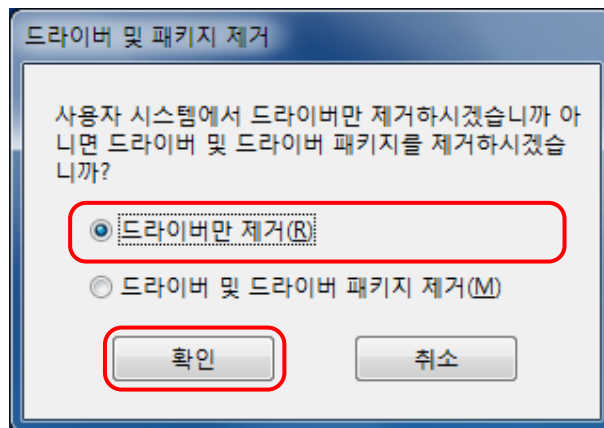 드라이버 및 패키지 제거
사용자 시스템에서 드라이버만 제거하시겠습니까 아
니면 드라이버 및 드라이버 패키지를 제거하시겠습
니까?
드라이버만 제거(R)
드라이버 및 드라이버 패키지 제거(M)
확인 취소